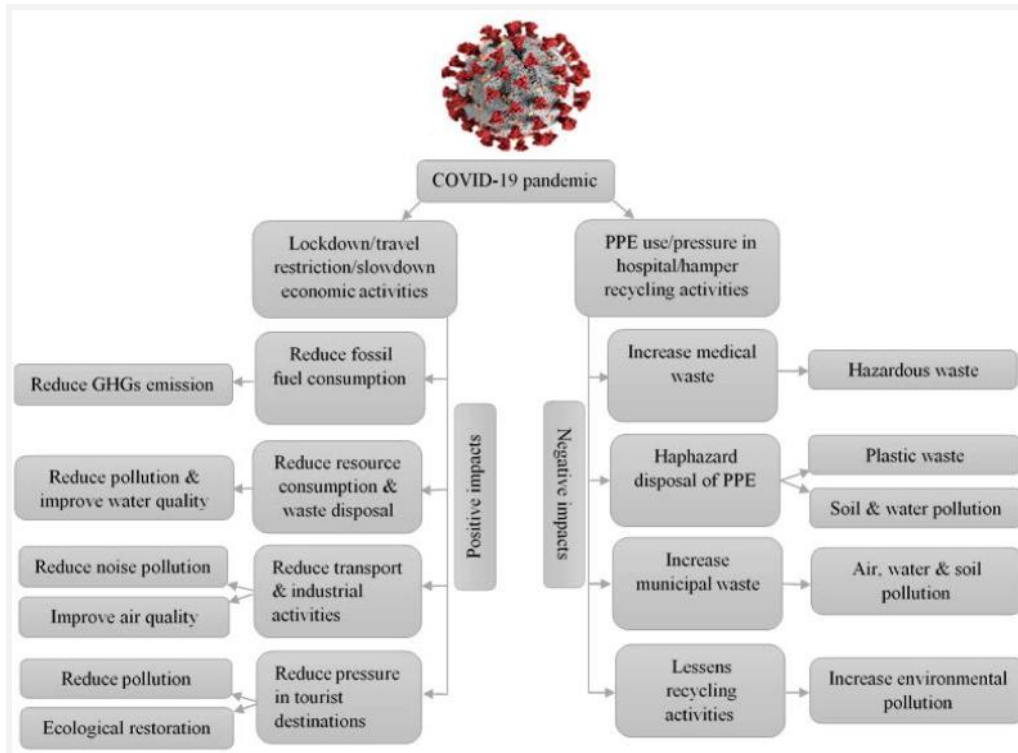 COVID-19 pandemic
Lockdown/travel
restriction/slowdown
economic activities
PPE use/pressure in
hospital/hamper
recycling activities
Positive impacts
Negative impacts
Reduce fossil
fuel consumption
Reduce GHGs emission
Reduce resource
consumption &
waste disposal
Reduce pollution &
improve water quality
Reduce transport
& industrial
activities
Reduce noise pollution
Improve air quality
Reduce pressure
in tourist
destinations
Reduce pollution
Ecological restoration
Increase medical
waste
Hazardous waste
Haphazard
disposal of PPE
Plastic waste
Soil & water pollution
Increase
municipal waste
Air, water & soil
pollution
Lessens
recycling
activities
Increase environmental
pollution